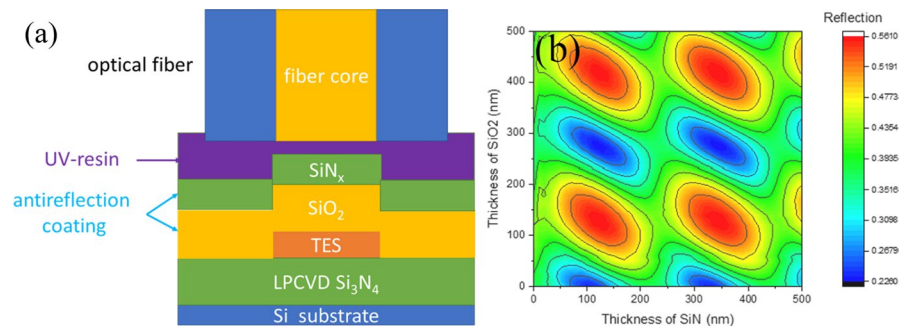 (a)
optical fiber
fiber core
UV-resin
SiNₓ
antireflection
coating
SiO₂
TES
LPCVD Si₃N₄
Si substrate
(b)
Reflection
0.5610
0.5191
0.4773
0.4354
0.3935
0.3516
0.3098
0.2679
0.2260
Thickness of SiO2 (nm)
500
400
300
200
100
0
0 100 200 300 400 500
Thickness of SiN (nm)